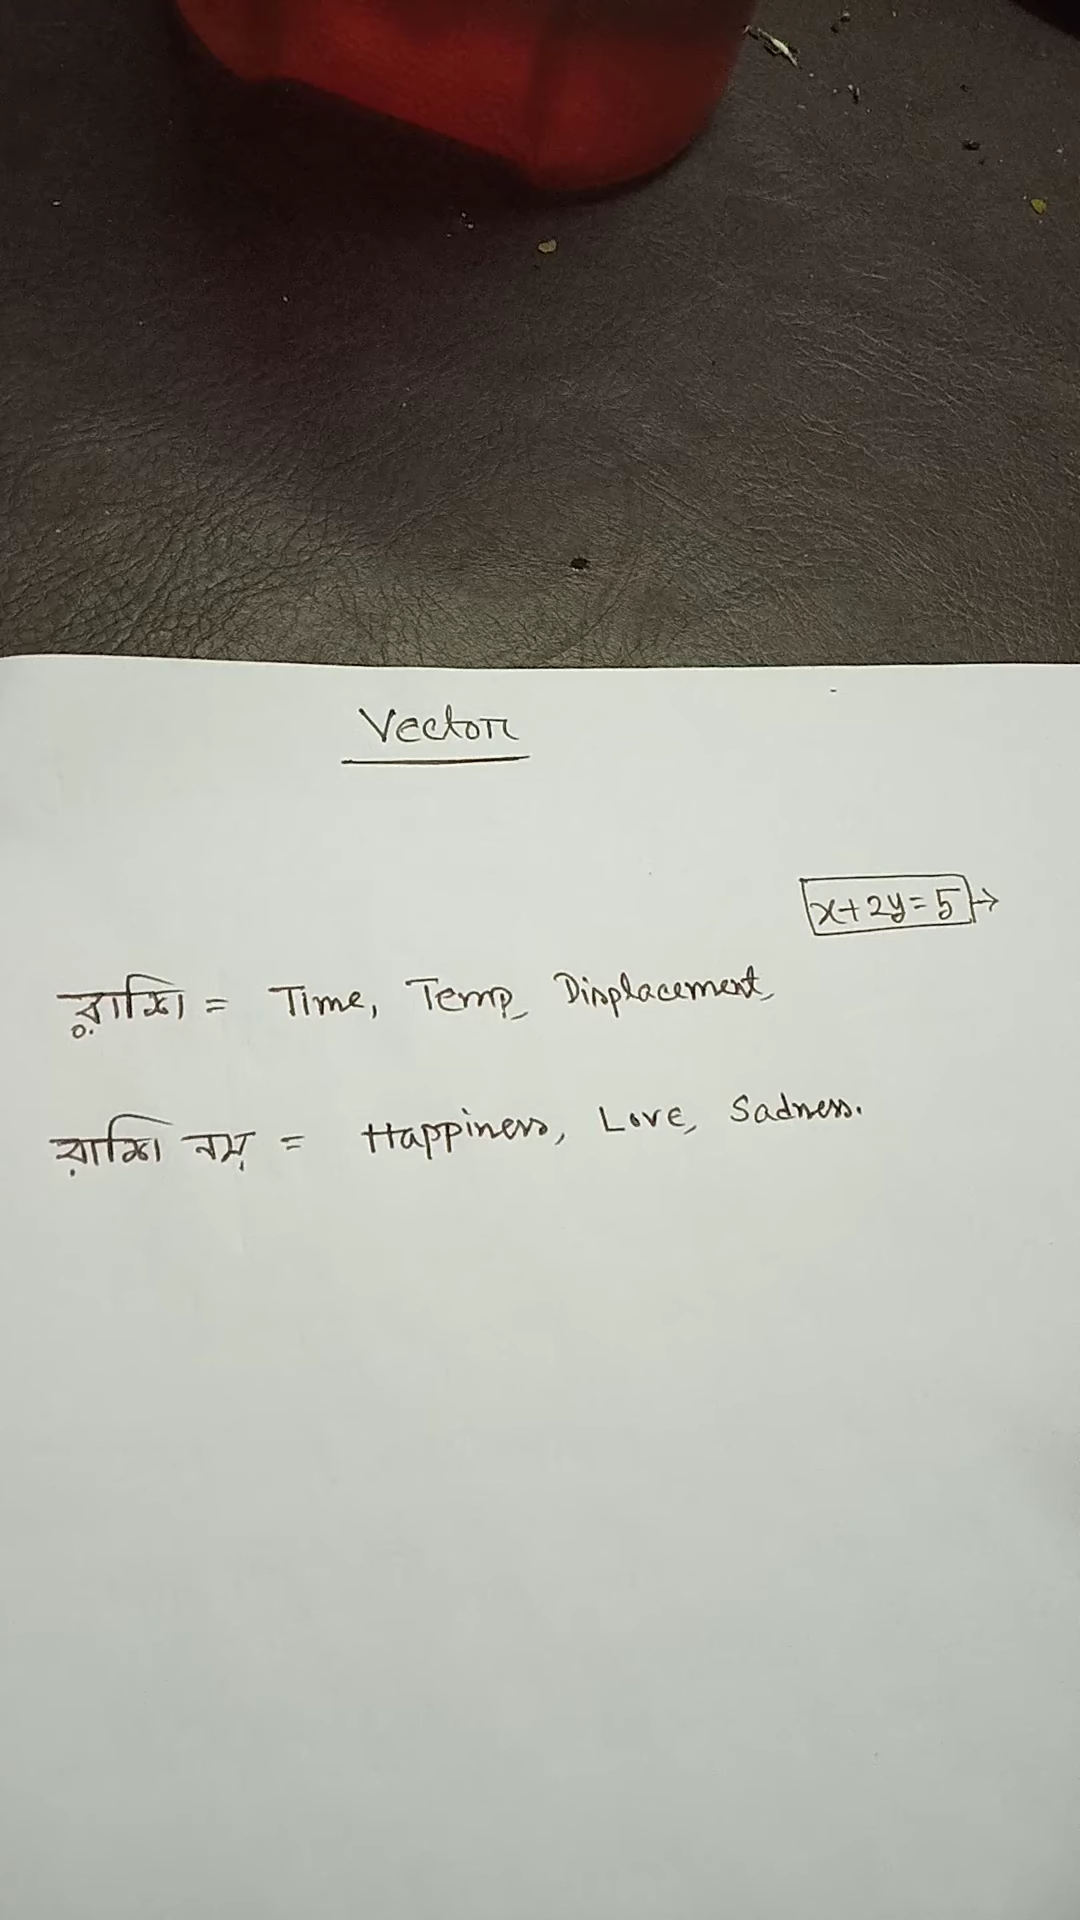 Vector
x+2y=5→
রাশি = Time, Temp, Displacement,
রাশি নয় = Happiness, Love, Sadness.